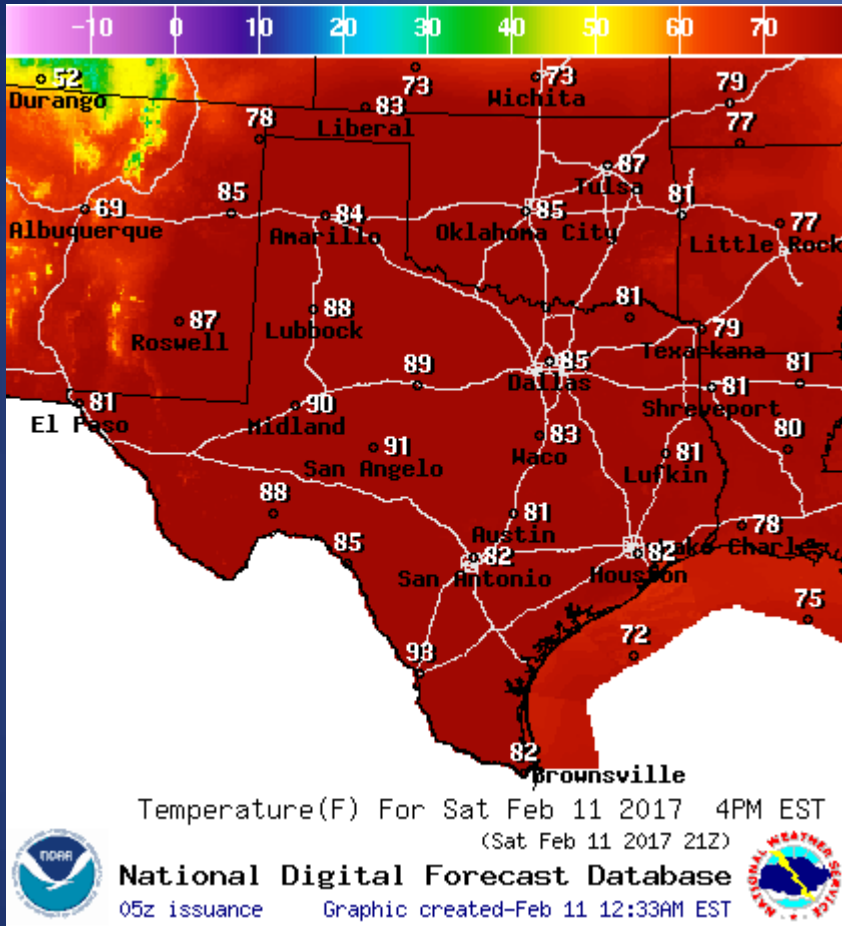 -10 0 10 20 30 40 50 60 70
52 73 73 79
Durango Wichita
83
Liberal
78 77
87
Tulsa
69 85 84 85 81 77
Albuquerque Amarillo Oklahoma City Little Rock
87 88 81 79
Roswell Lubbock Texarkana
89 85 81
Dallas
81 90 81
El Paso Midland Shreveport
91 83 81 80
San Angelo Waco Lufkin
88 81 78
Austin Lake Charles
85 82 82
San Antonio Houston
75
93 72
82
Brownsville
Temperature(F) For Sat Feb 11 2017 4PM EST
(Sat Feb 11 2017 21Z)
NOAA
National Digital Forecast Database
05z issuance Graphic created-Feb 11 12:33AM EST
NATIONAL WEATHER SERVICE